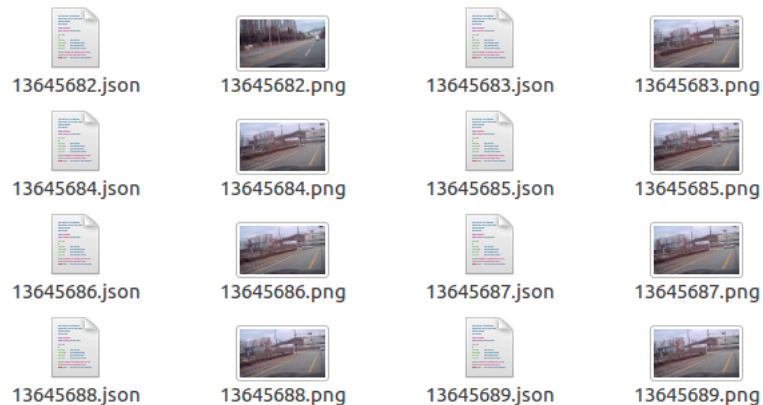 13645682.json 13645682.png 13645683.json 13645683.png
13645684.json 13645684.png 13645685.json 13645685.png
13645686.json 13645686.png 13645687.json 13645687.png
13645688.json 13645688.png 13645689.json 13645689.png